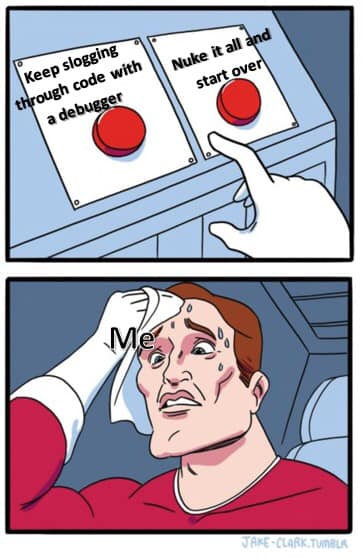 Keep slogging
through code with
a debugger
Nuke it all and
start over
Me
JAKE-CLARK.TUMBLR